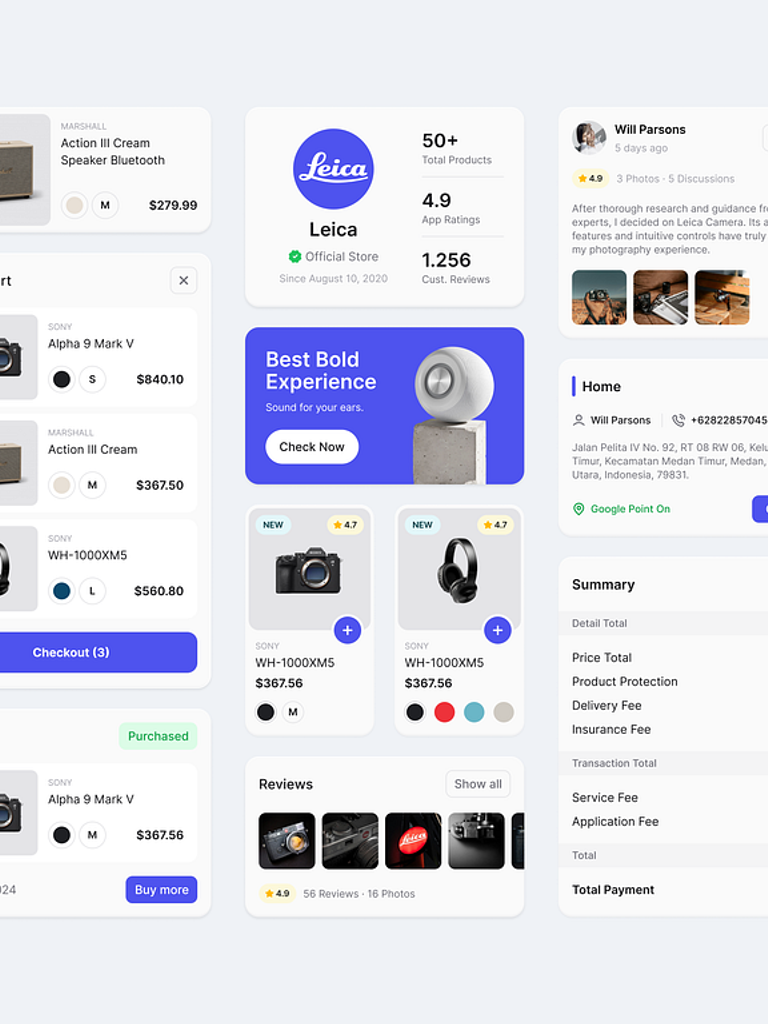 MARSHALL
Action III Cream
Speaker Bluetooth
M
$279.99
rt
SONY
Alpha 9 Mark V
S
$840.10
MARSHALL
Action III Cream
M
$367.50
SONY
WH-1000XM5
L
$560.80
Checkout (3)
Purchased
SONY
Alpha 9 Mark V
M
$367.56
024
Buy more
Leica
Leica
Official Store
Since August 10, 2020
50+
Total Products
4.9
App Ratings
1.256
Cust. Reviews
Best Bold
Experience
Sound for your ears.
Check Now
NEW
4.7
SONY
WH-1000XM5
$367.56
M
NEW
4.7
SONY
WH-1000XM5
$367.56
Reviews
Show all
Leica
4.9
56 Reviews · 16 Photos
Will Parsons
5 days ago
4.9
3 Photos · 5 Discussions
After thorough research and guidance fr
experts, I decided on Leica Camera. Its a
features and intuitive controls have truly
my photography experience.
Home
Will Parsons
+62822857045
Jalan Pelita IV No. 92, RT 08 RW 06, Kelu
Timur, Kecamatan Medan Timur, Medan,
Utara, Indonesia, 79831.
Google Point On
Summary
Detail Total
Price Total
Product Protection
Delivery Fee
Insurance Fee
Transaction Total
Service Fee
Application Fee
Total
Total Payment